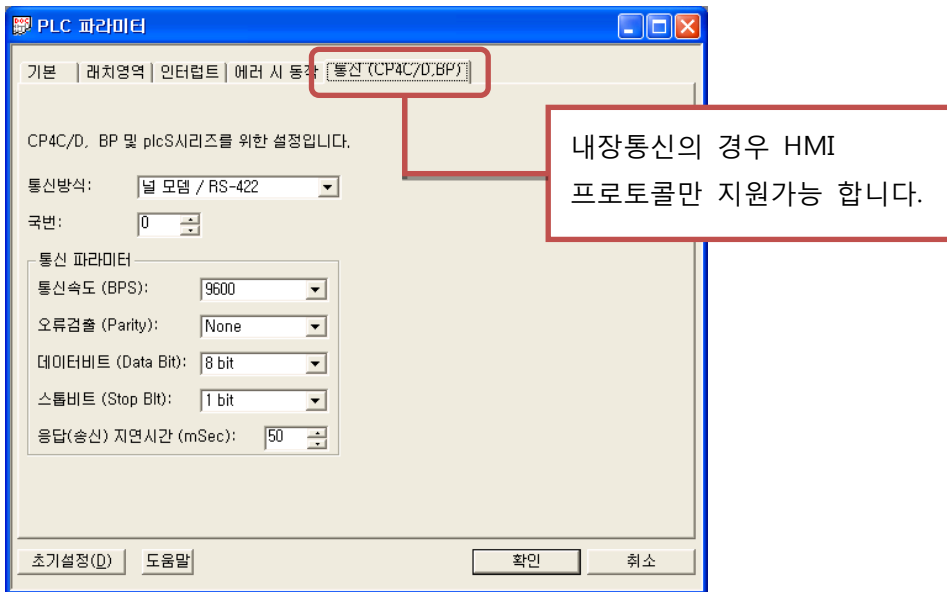 PLC 파라미터
기본 래치영역 인터럽트 에러 시 동작 통신 (CP4C/D,BP)
CP4C/D, BP 및 plcS시리즈를 위한 설정입니다.
통신방식: 널 모뎀 / RS-422
국번: 0
통신 파라미터
통신속도 (BPS): 9600
오류검출 (Parity): None
데이터비트 (Data Bit): 8 bit
스톱비트 (Stop Blt): 1 bit
응답(송신) 지연시간 (mSec): 50
초기설정(D) 도움말 확인 취소
내장통신의 경우 HMI
프로토콜만 지원가능 합니다.